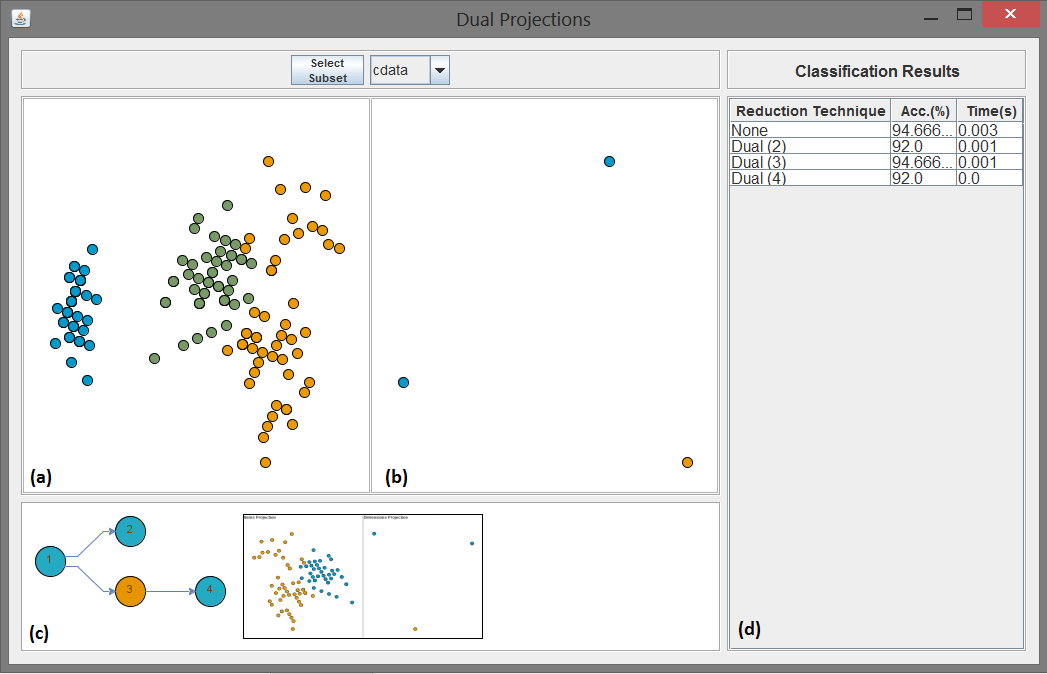 Dual Projections
Select
Subset
cdata
Classification Results
Reduction Technique Acc.(%) Time(s)
None 94.666... 0.003
Dual (2) 92.0 0.001
Dual (3) 94.666... 0.001
Dual (4) 92.0 0.0
(a)
(b)
1
2
3
4
Items Projection
Dimensions Projection
(c)
(d)